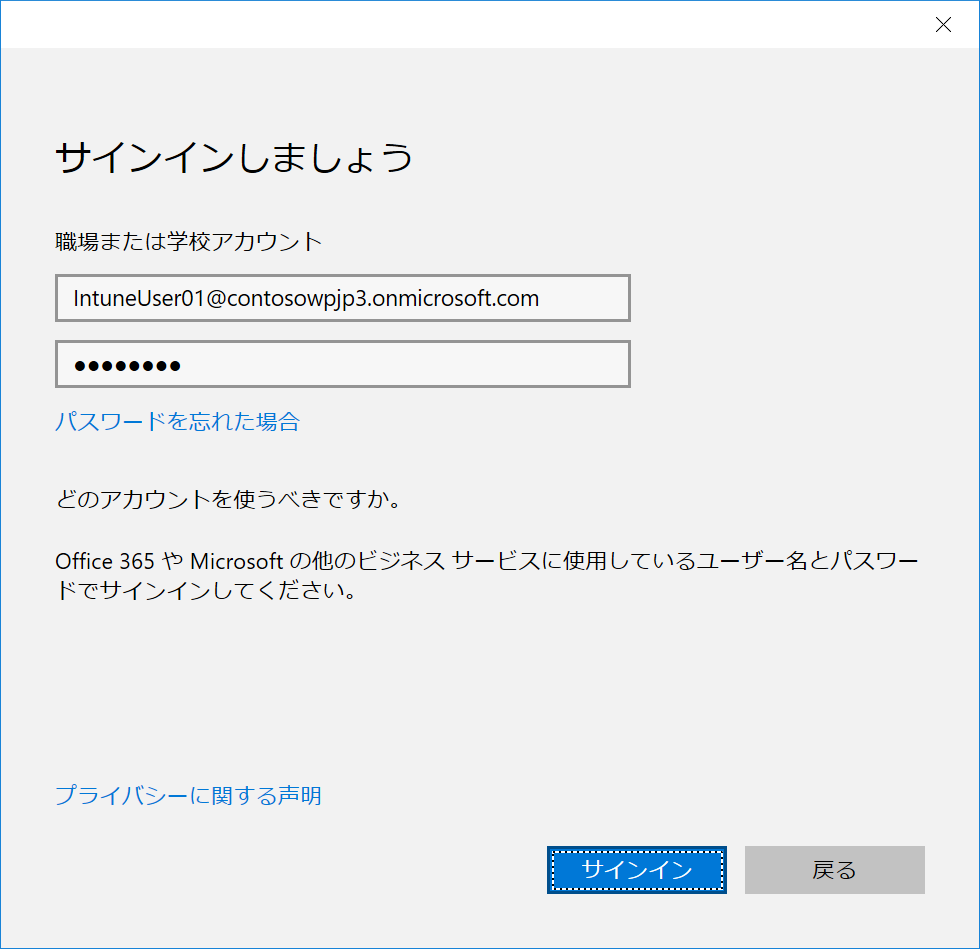 サインインしましょう
職場または学校アカウント
IntuneUser01@contosowpjp3.onmicrosoft.com
●●●●●●●●
パスワードを忘れた場合
どのアカウントを使うべきですか。
Office 365 や Microsoft の他のビジネス サービスに使用しているユーザー名とパスワー
ドでサインインしてください。
プライバシーに関する声明
サインイン
戻る